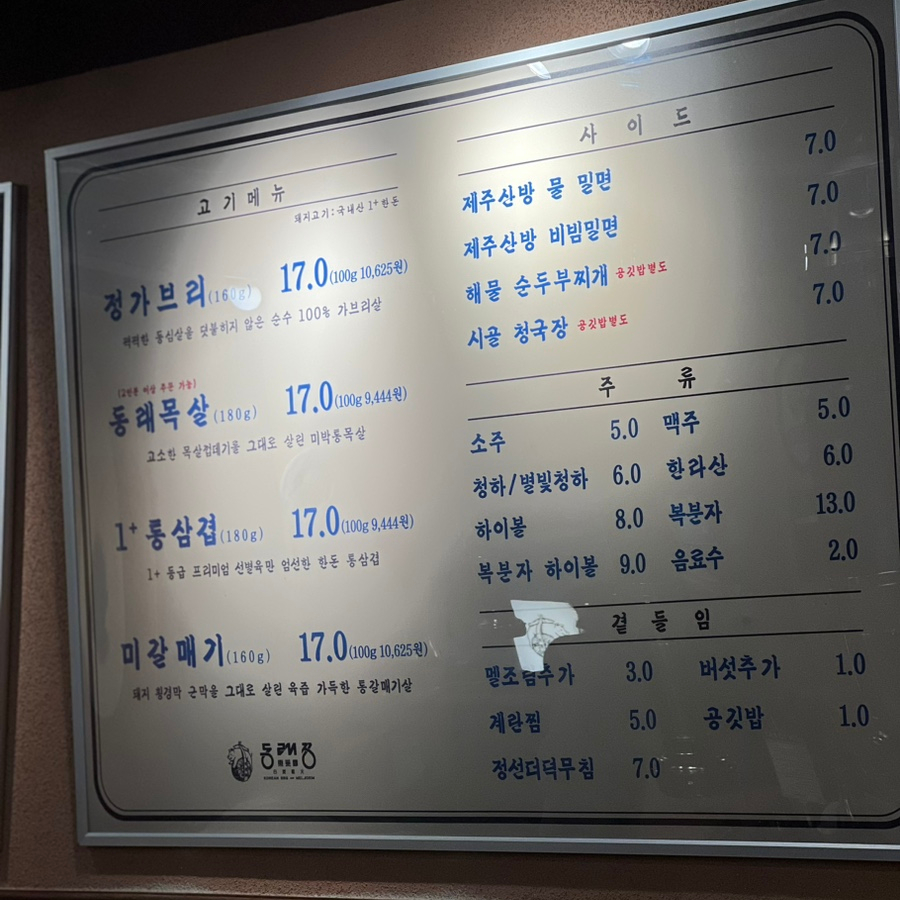 고기메뉴
돼지고기:국내산 1+한돈
정가브리(160g) 17.0(100g 10,625원)
퍽퍽한 등심살을 덧붙히지 않은 순수 100% 가브리살
(2인분 이상 주문 가능)
동래목살(180g) 17.0(100g 9,444원)
고소한 목살껍데기를 그대로 살린 미박통목살
1+통삼겹(180g) 17.0(100g 9,444원)
1+ 등급 프리미엄 선별육만 엄선한 한돈 통삼겹
미갈매기(160g) 17.0(100g 10,625원)
돼지 횡경막 근막을 그대로 살린 육즙 가득한 통갈매기살
동래정
사이드
제주산방 물 밀면 7.0
제주산방 비빔밀면 7.0
해물 순두부찌개 공깃밥별도 7.0
시골 청국장 공깃밥별도 7.0
주류
소주 5.0 맥주 5.0
청하/별빛청하 6.0 한라산 6.0
하이볼 8.0 복분자 13.0
복분자 하이볼 9.0 음료수 2.0
곁들임
멜조림추가 3.0 버섯추가 1.0
계란찜 5.0 공깃밥 1.0
정선더덕무침 7.0